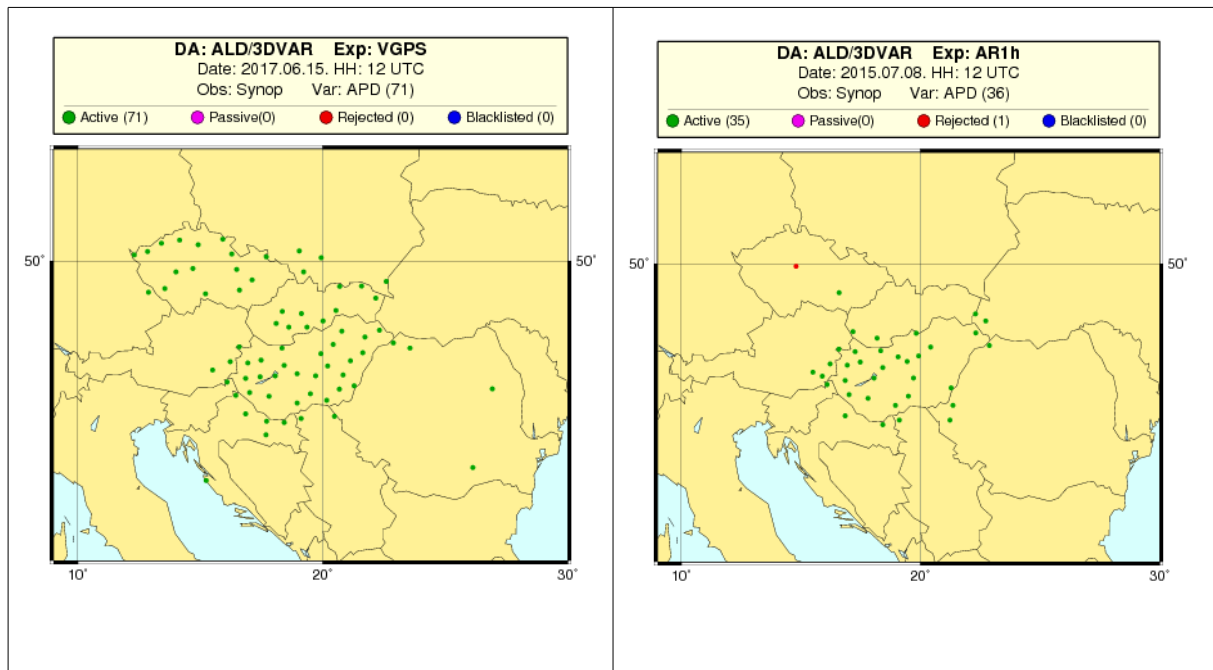 DA: ALD/3DVAR Exp: VGPS
Date: 2017.06.15. HH: 12 UTC
Obs: Synop Var: APD (71)
Active (71) Passive(0) Rejected (0) Blacklisted (0)
50˚ 50˚
10˚ 20˚ 30˚
DA: ALD/3DVAR Exp: AR1h
Date: 2015.07.08. HH: 12 UTC
Obs: Synop Var: APD (36)
Active (35) Passive(0) Rejected (1) Blacklisted (0)
50˚ 50˚
10˚ 20˚ 30˚